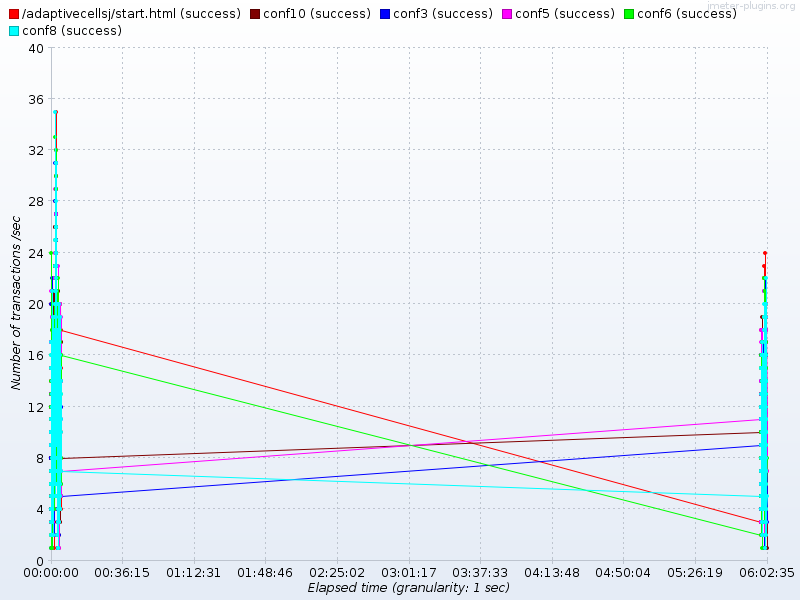 jmeter-plugins.org
/adaptivecellsj/start.html (success) conf10 (success) conf3 (success) conf5 (success) conf6 (success)
conf8 (success)
40
36
32
28
24
20
16
12
8
4
0
Number of transactions /sec
00:00:00 00:36:15 01:12:31 01:48:46 02:25:02 03:01:17 03:37:33 04:13:48 04:50:04 05:26:19 06:02:35
Elapsed time (granularity: 1 sec)